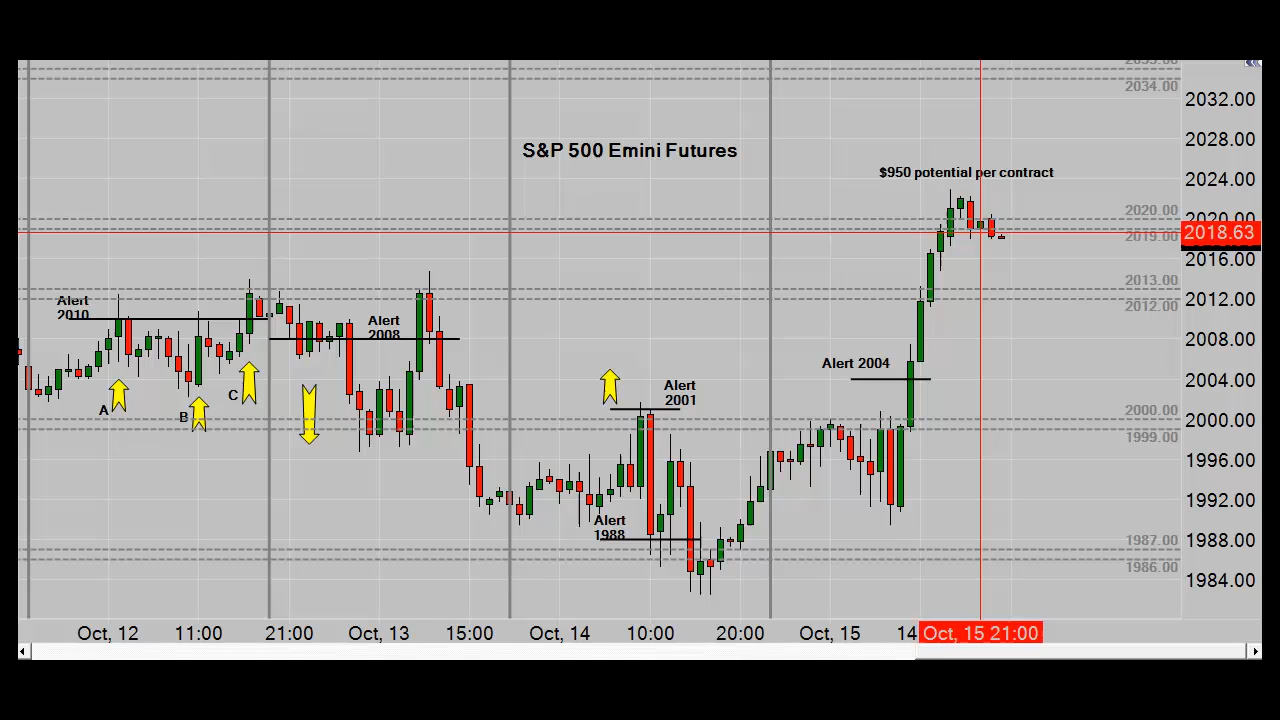 2033.00
2034.00
2032.00
2028.00
S&P 500 Emini Futures
$950 potential per contract
2024.00
2020.00
2020.00
2019.00
2018.63
2016.00
2013.00
2012.00
2012.00
Alert
2010
Alert
2008
2008.00
Alert 2004
2004.00
A
B
C
Alert
2001
2000.00
1999.00
2000.00
1996.00
1992.00
Alert
1988
1987.00
1986.00
1988.00
1984.00
Oct, 12 11:00 21:00 Oct, 13 15:00 Oct, 14 10:00 20:00 Oct, 15 14 Oct, 15 21:00